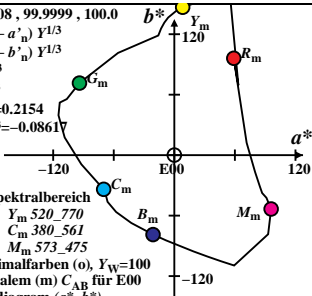 08 , 99.9999 , 100.0
– a’n) Y1/3
– b’n) Y1/3
b*
120
Ym
Rm
Gm
=0.2154
=–0.08617
a*
–120
E00
120
Cm
Bm
Mm
pektralbereich
Ym 520_770
Cm 380_561
Mm 573_475
imalfarben (o), YW=100
alem (m) CAB für E00
–120